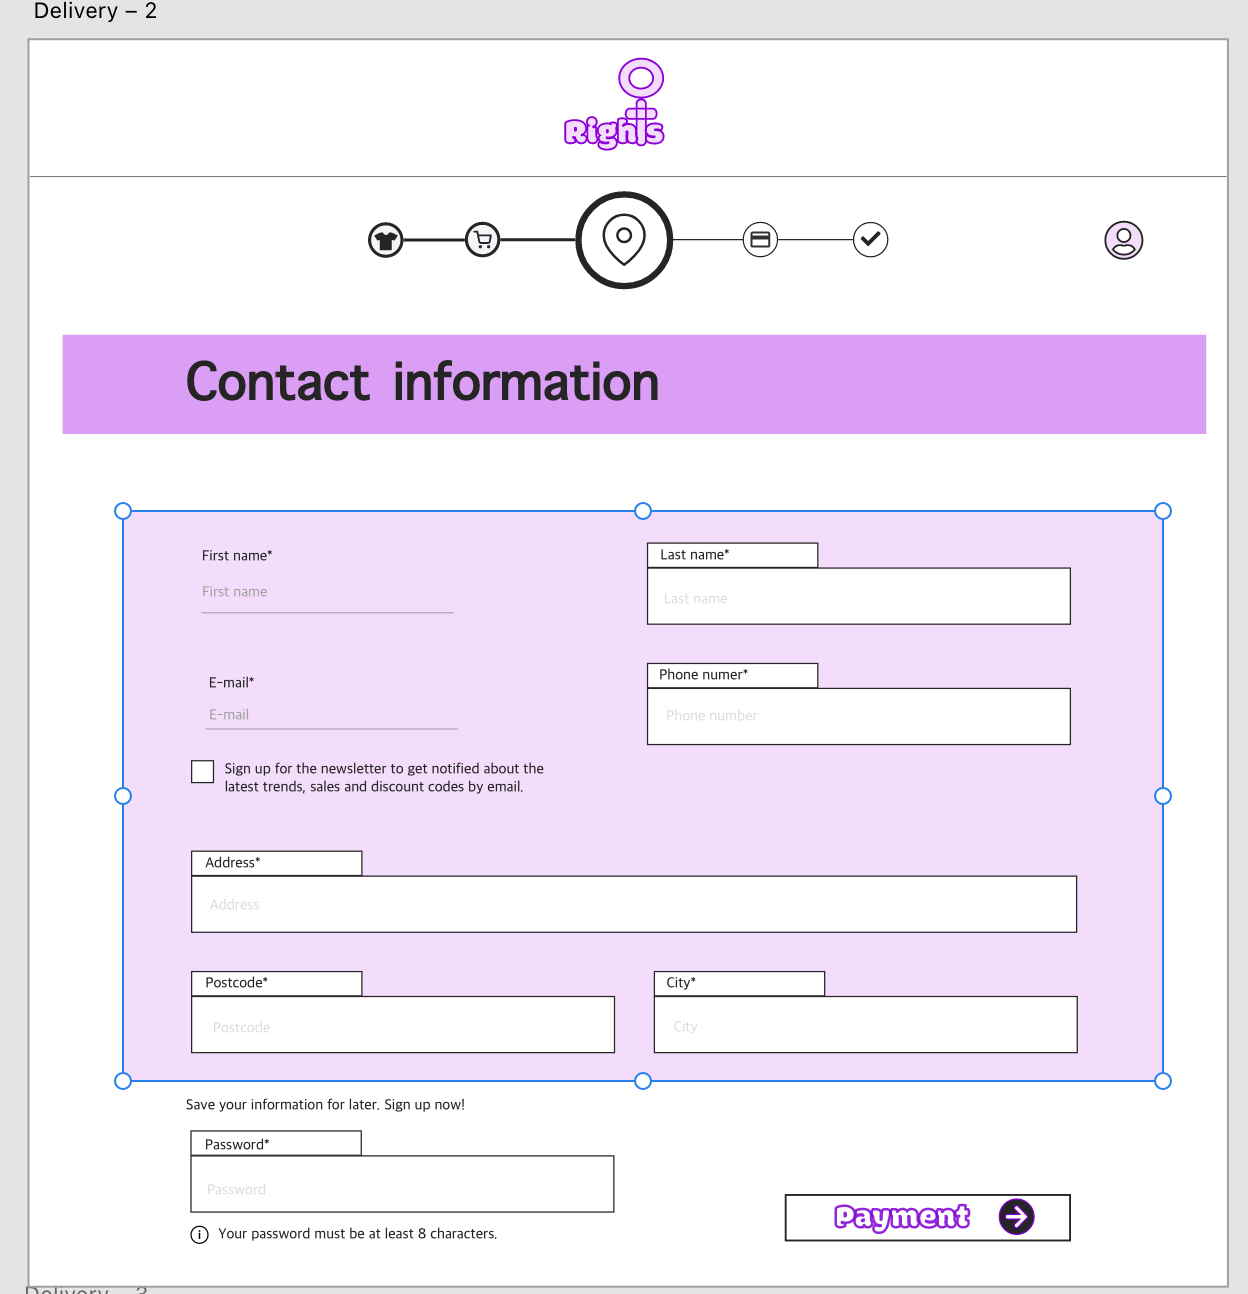 Delivery – 2
Rights
Contact information
First name*
First name
Last name*
Last name
E-mail*
E-mail
Phone numer*
Phone number
Sign up for the newsletter to get notified about the
latest trends, sales and discount codes by email.
Address*
Address
Postcode*
Postcode
City*
City
Save your information for later. Sign up now!
Password*
Password
Your password must be at least 8 characters.
Payment
Delivery – 3